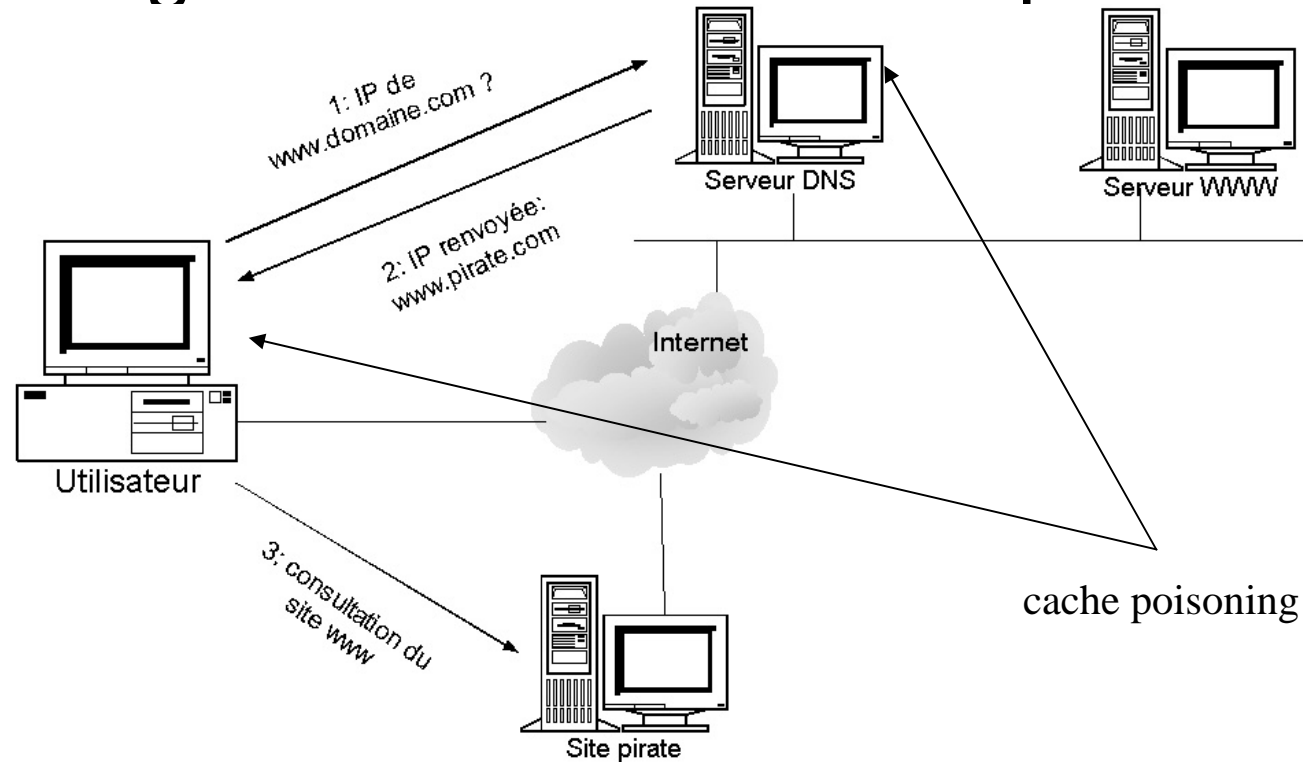 1: IP de
www.domaine.com ?
Serveur DNS
Serveur WWW
2: IP renvoyée:
www.pirate.com
Internet
Utilisateur
3; consultation du
site www
cache poisoning
Site pirate